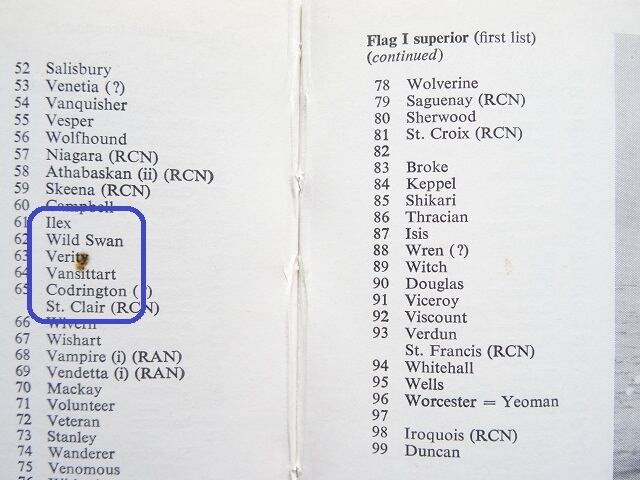 52 Salisbury
53 Venetia (?)
54 Vanquisher
55 Vesper
56 Wolfhound
57 Niagara (RCN)
58 Athabaskan (ii) (RCN)
59 Skeena (RCN)
60 Campbell
61 Ilex
62 Wild Swan
63 Verity
64 Vansittart
65 Codrington (?)
St. Clair (RCN)
66 Wivern
67 Wishart
68 Vampire (i) (RAN)
69 Vendetta (i) (RAN)
70 Mackay
71 Volunteer
72 Veteran
73 Stanley
74 Wanderer
75 Venomous
Flag I superior (first list)
(continued)
78 Wolverine
79 Saguenay (RCN)
80 Sherwood
81 St. Croix (RCN)
82
83 Broke
84 Keppel
85 Shikari
86 Thracian
87 Isis
88 Wren (?)
89 Witch
90 Douglas
91 Viceroy
92 Viscount
93 Verdun
St. Francis (RCN)
94 Whitehall
95 Wells
96 Worcester = Yeoman
97
98 Iroquois (RCN)
99 Duncan